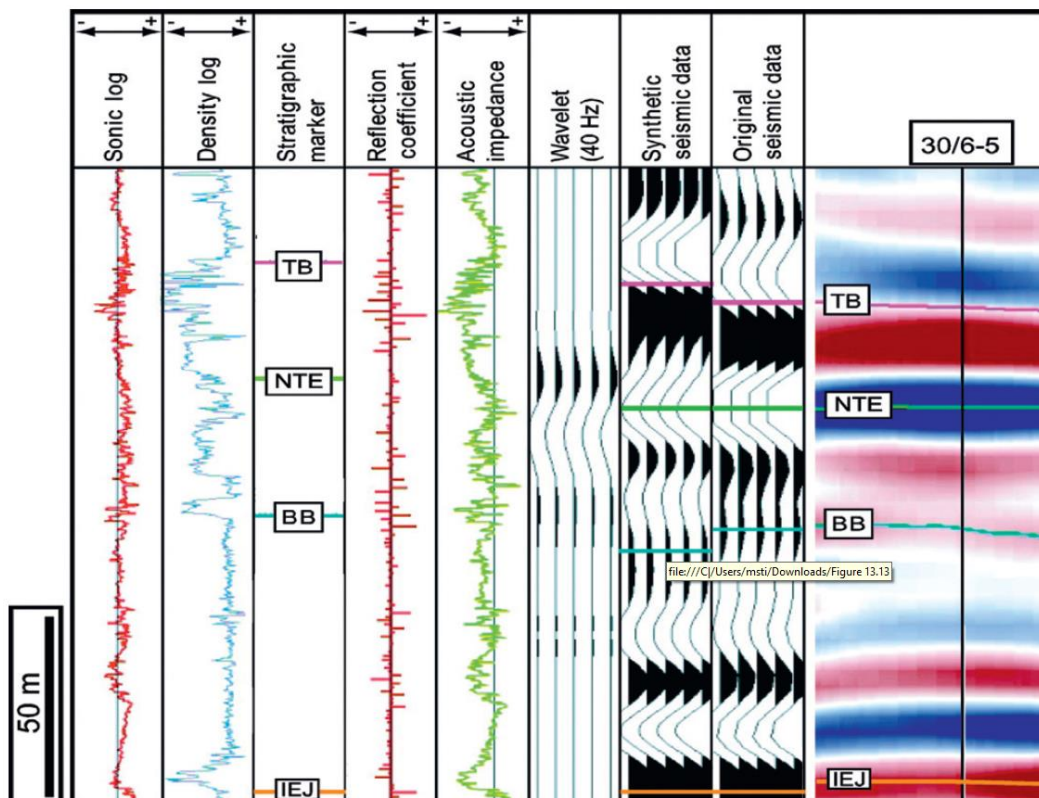 - + - + - + - +
Sonic log
Density log
Stratigraphic
marker
Reflection
coefficient
Acoustic
impedance
Wavelet
(40 Hz)
Synthetic
seismic data
Original
seismic data
30/6-5
TB
TB
NTE
NTE
BB
BB
file:///C|/Users/msti/Downloads/Figure 13.13
50 m
IEJ
IEJ